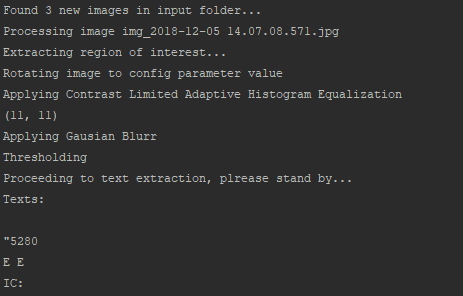 Found 3 new images in input folder...
Processing image img_2018-12-05 14.07.08.571.jpg
Extracting region of interest...
Rotating image to config parameter value
Applying Contrast Limited Adaptive Histogram Equalization
(11, 11)
Applying Gausian Blurr
Thresholding
Proceeding to text extraction, plrease stand by...
Texts:
"5280
E E
IC: